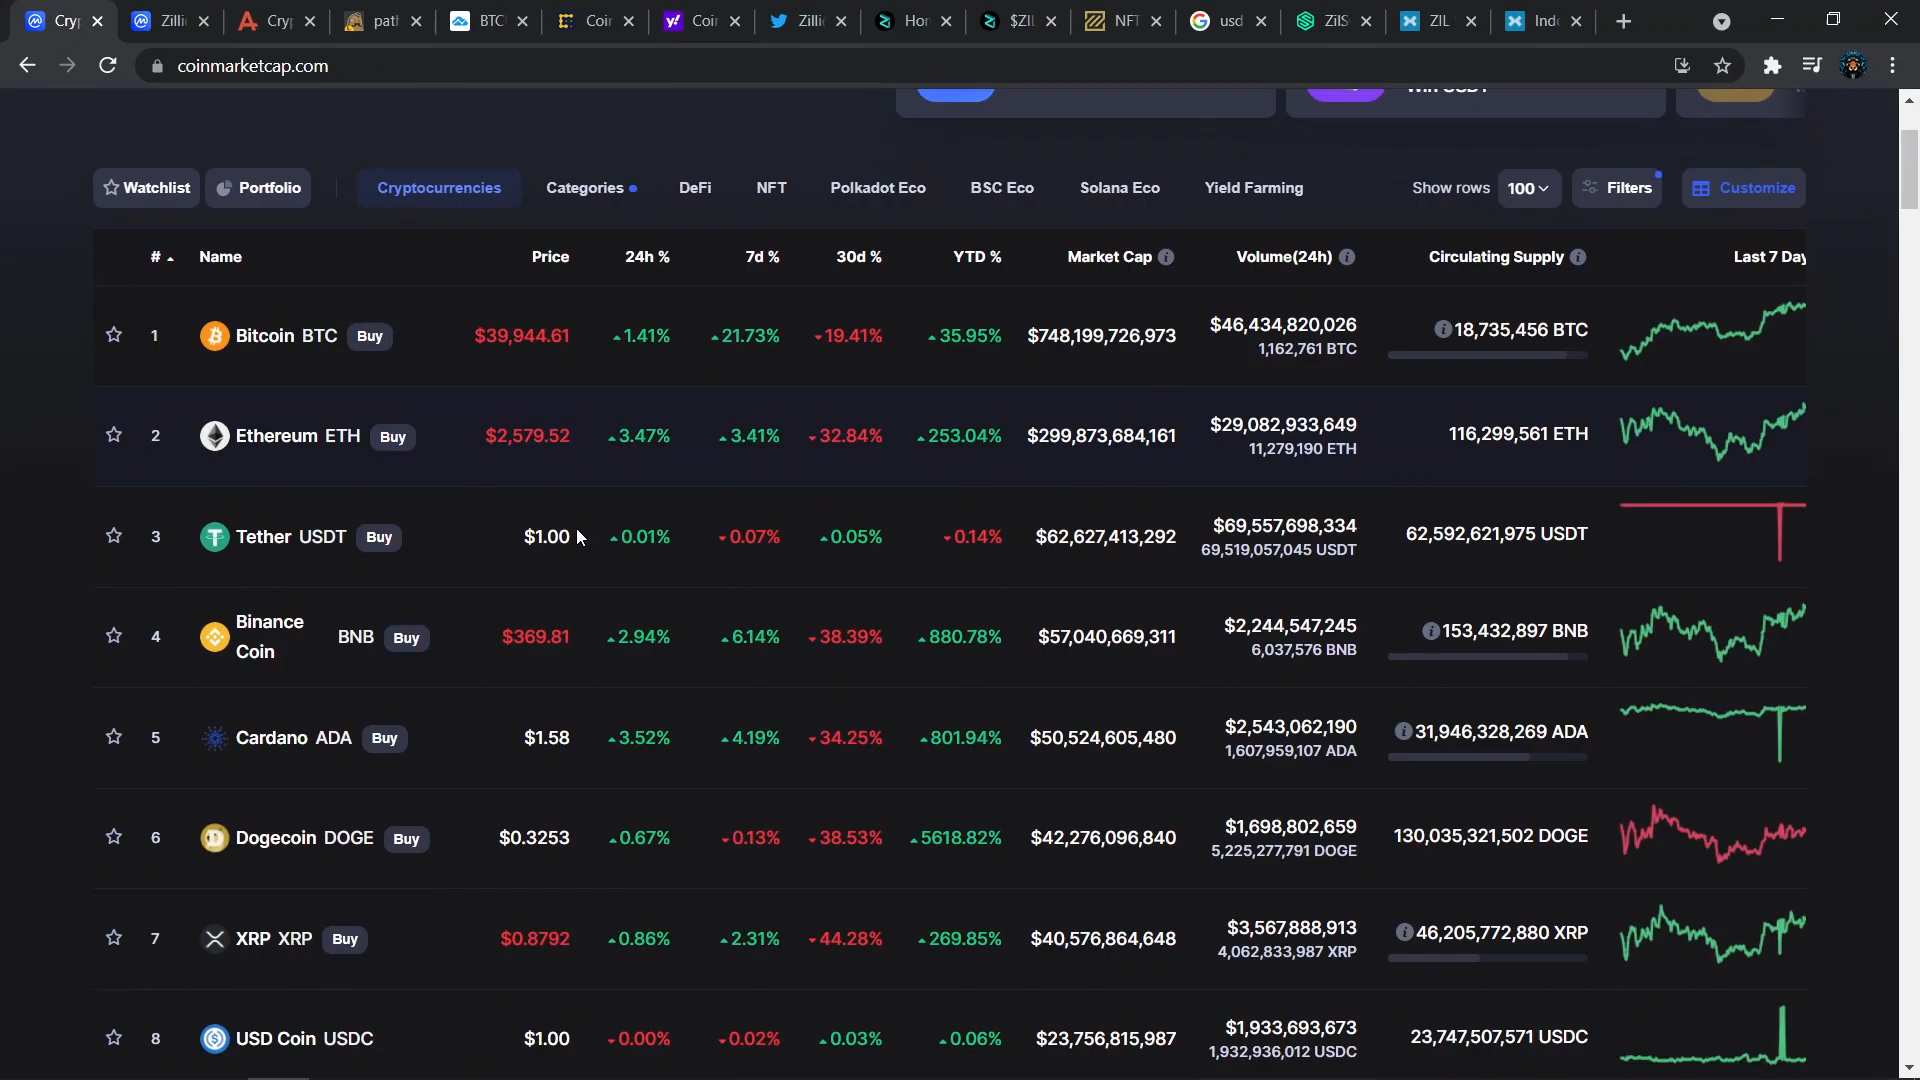 Cry Zilli Cry path BTC Coin Coin Zilli Hor $ZIL NFT usd ZilS ZIL Ind
coinmarketcap.com
Watchlist Portfolio Cryptocurrencies Categories DeFi NFT Polkadot Eco BSC Eco Solana Eco Yield Farming Show rows 100 Filters Customize
# Name Price 24h % 7d % 30d % YTD % Market Cap Volume(24h) Circulating Supply Last 7 Day
1 Bitcoin BTC Buy $39,944.61 1.41% 21.73% 19.41% 35.95% $748,199,726,973 $46,434,820,026 18,735,456 BTC
1,162,761 BTC
2 Ethereum ETH Buy $2,579.52 3.47% 3.41% 32.84% 253.04% $299,873,684,161 $29,082,933,649 116,299,561 ETH
11,279,190 ETH
3 Tether USDT Buy $1.00 0.01% 0.07% 0.05% 0.14% $62,627,413,292 $69,557,698,334 62,592,621,975 USDT
69,519,057,045 USDT
4 Binance Coin BNB Buy $369.81 2.94% 6.14% 38.39% 880.78% $57,040,669,311 $2,244,547,245 153,432,897 BNB
6,037,576 BNB
5 Cardano ADA Buy $1.58 3.52% 4.19% 34.25% 801.94% $50,524,605,480 $2,543,062,190 31,946,328,269 ADA
1,607,959,107 ADA
6 Dogecoin DOGE Buy $0.3253 0.67% 0.13% 38.53% 5618.82% $42,276,096,840 $1,698,802,659 130,035,321,502 DOGE
5,225,277,791 DOGE
7 XRP XRP Buy $0.8792 0.86% 2.31% 44.28% 269.85% $40,576,864,648 $3,567,888,913 46,205,772,880 XRP
4,062,833,987 XRP
8 USD Coin USDC $1.00 0.00% 0.02% 0.03% 0.06% $23,756,815,987 $1,933,693,673 23,747,507,571 USDC
1,932,936,012 USDC